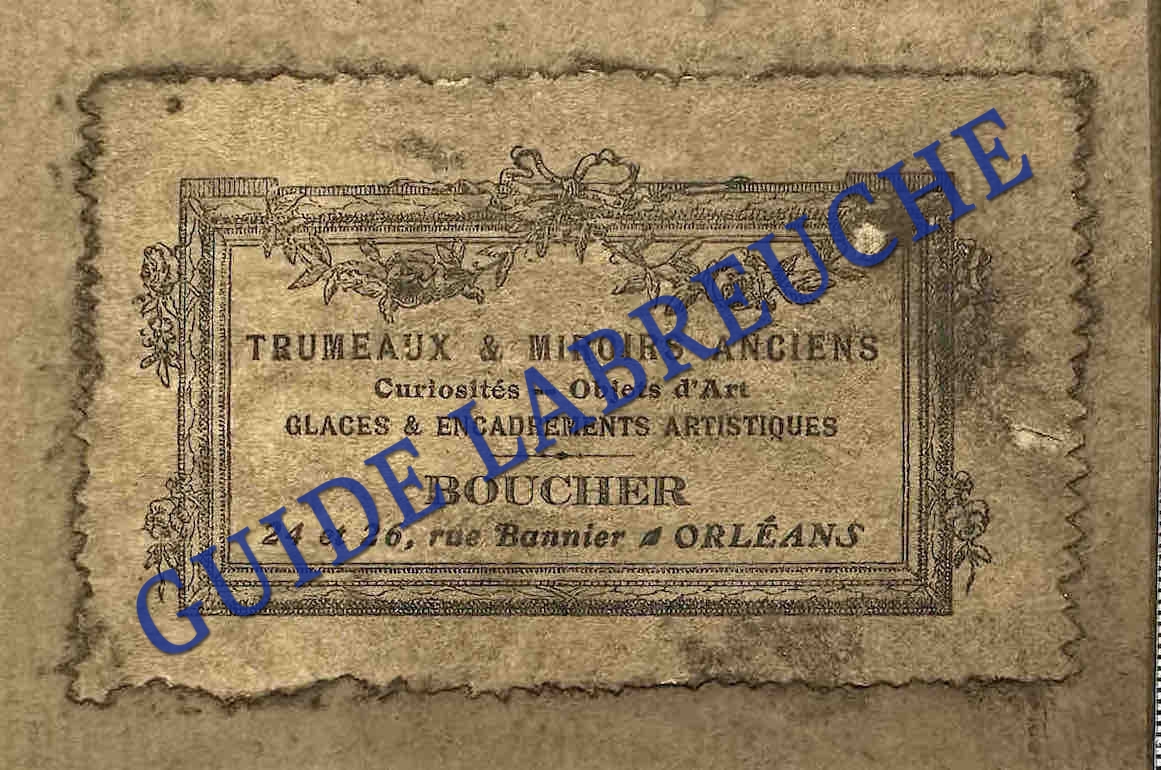 TRUMEAUX & MIROIRS ANCIENS
Curiosités - Objets d'Art
GLACES & ENCADREMENTS ARTISTIQUES
BOUCHER
24 et 26, rue Bannier ORLÉANS
GUIDE LABREUCHE